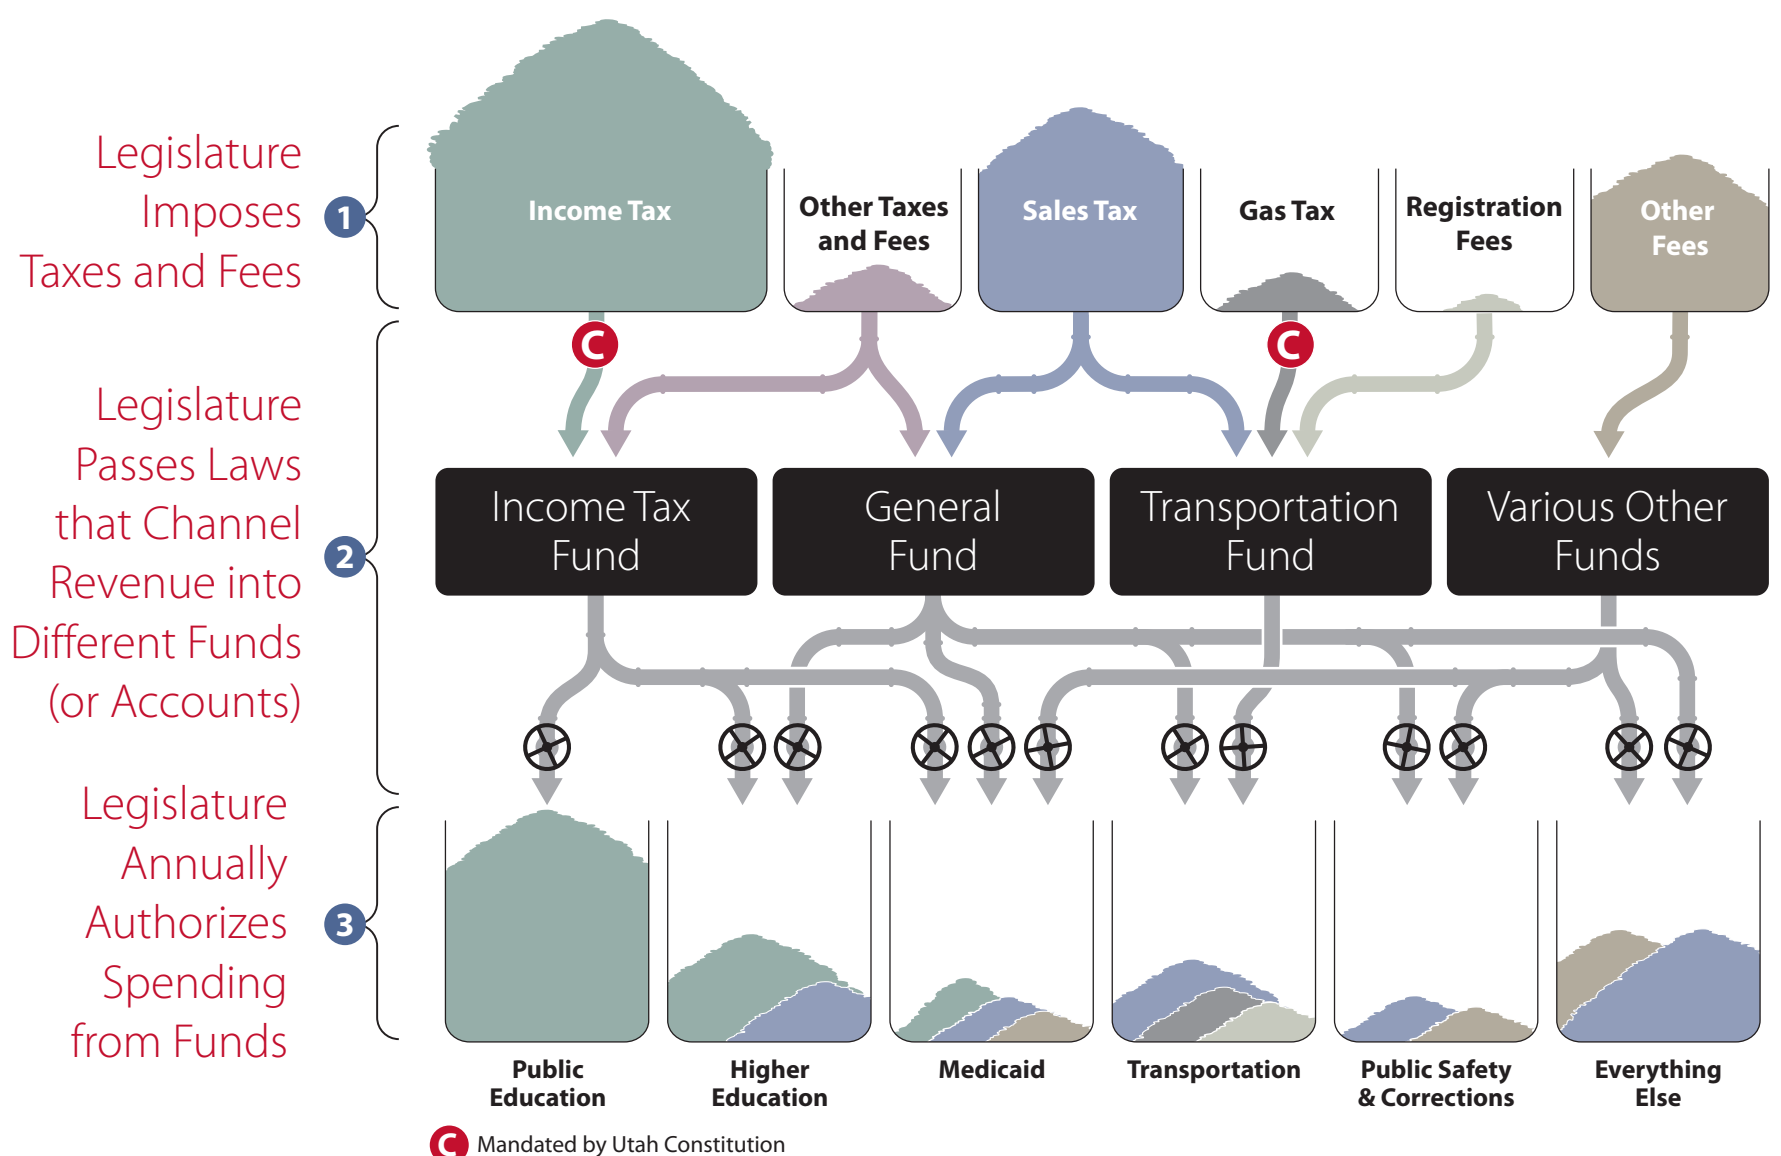 Legislature
Imposes
Taxes and Fees
1
Income Tax
Other Taxes
and Fees
Sales Tax
Gas Tax
Registration
Fees
Other
Fees
C
C
Legislature
Passes Laws
that Channel
Revenue into
Different Funds
(or Accounts)
2
Income Tax
Fund
General
Fund
Transportation
Fund
Various Other
Funds
Legislature
Annually
Authorizes
Spending
from Funds
3
Public
Education
Higher
Education
Medicaid
Transportation
Public Safety
& Corrections
Everything
Else
C Mandated by Utah Constitution